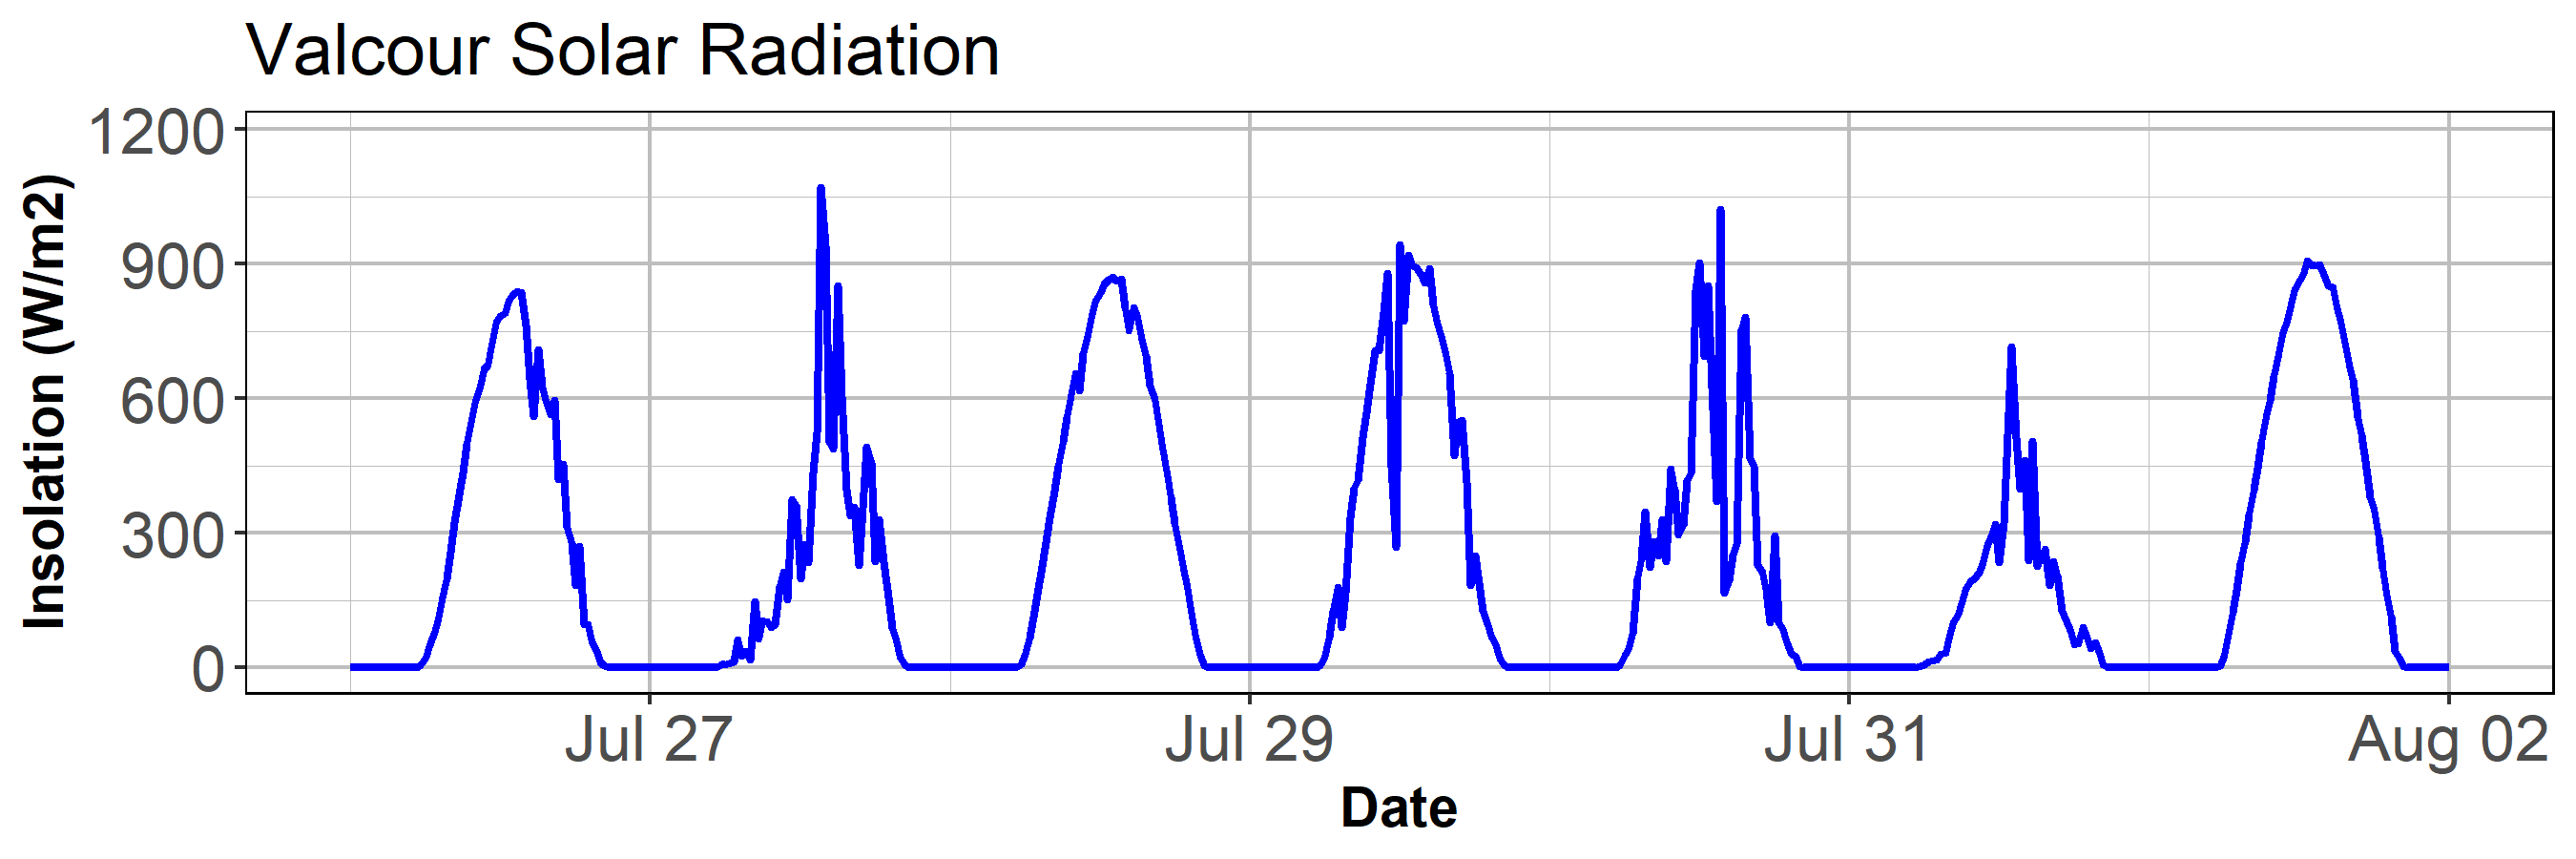 Valcour Solar Radiation
1200
900
600
300
0
Insolation (W/m2)
Jul 27
Jul 29
Jul 31
Aug 02
Date